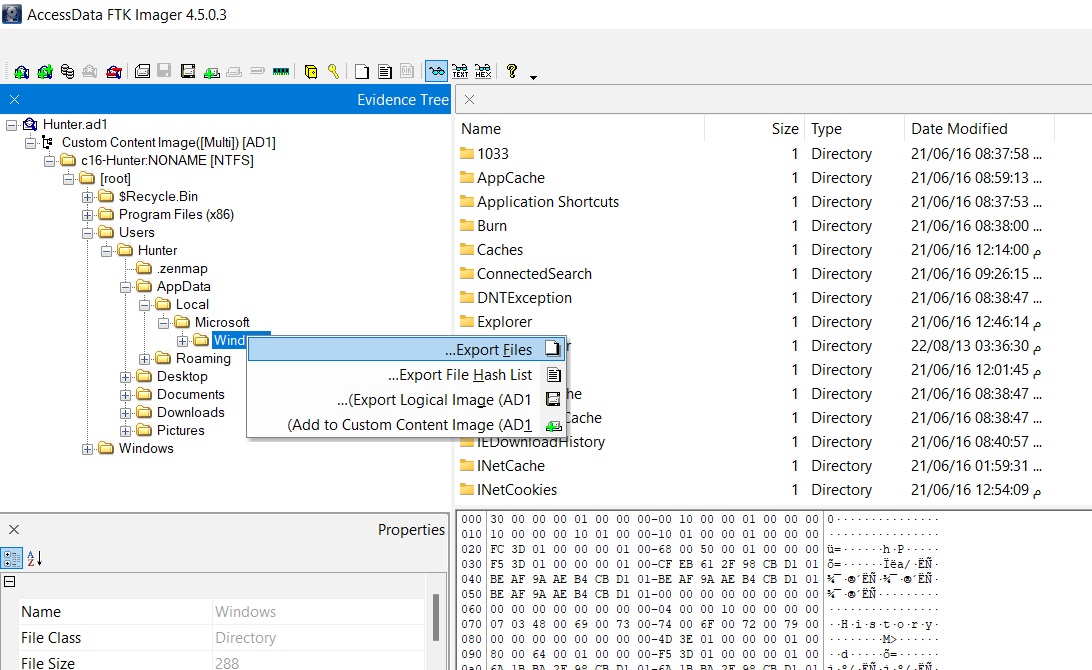 AccessData FTK Imager 4.5.0.3
Evidence Tree
Hunter.ad1
Custom Content Image([Multi]) [AD1]
c16-Hunter:NONAME [NTFS]
[root]
$Recycle.Bin
Program Files (x86)
Users
Hunter
.zenmap
AppData
Local
Microsoft
Wind
Roaming
Desktop
Documents
Downloads
Pictures
Windows
...Export Files
...Export File Hash List
...(Export Logical Image (AD1
(Add to Custom Content Image (AD1
Name Size Type Date Modified
1033 1 Directory 21/06/16 08:37:58 ...
AppCache 1 Directory 21/06/16 08:59:13 ...
Application Shortcuts 1 Directory 21/06/16 08:37:53 ...
Burn 1 Directory 21/06/16 08:38:00 ...
Caches 1 Directory 21/06/16 12:14:00 م
ConnectedSearch 1 Directory 21/06/16 09:26:15 ...
DNTException 1 Directory 21/06/16 08:38:47 ...
Explorer 1 Directory 21/06/16 12:46:14 م
r 1 Directory 22/08/13 03:36:30 م
1 Directory 21/06/16 12:01:45 م
he 1 Directory 21/06/16 08:38:47 ...
Cache 1 Directory 21/06/16 08:38:47 ...
IEDownloadHistory 1 Directory 21/06/16 08:40:57 ...
INetCache 1 Directory 21/06/16 01:59:31 ...
INetCookies 1 Directory 21/06/16 12:54:09 م
Properties
Name Windows
File Class Directory
File Size 288
000 30 00 00 00 01 00 00 00-00 10 00 00 01 00 00 00 0···············
010 10 00 00 00 10 01 00 00-10 01 00 00 00 00 00 00 ················
020 FC 3D 01 00 00 00 01 00-68 00 50 00 01 00 00 00 ü=······h·P·····
030 F5 3D 01 00 00 00 01 00-CF EB 61 2F 98 CB D1 01 õ=······Ïëa/·ËÑ·
040 BE AF 9A AE B4 CB D1 01-BE AF 9A AE B4 CB D1 01 ¾¯·®´ËÑ·¾¯·®´ËÑ·
050 BE AF 9A AE B4 CB D1 01-00 00 00 00 00 00 00 00 ¾¯·®´ËÑ·········
060 00 00 00 00 00 00 00 00-04 00 00 10 00 00 00 00 ················
070 07 03 48 00 69 00 73 00-74 00 6F 00 72 00 79 00 ··H·i·s·t·o·r·y·
080 00 00 00 00 00 00 00 00-4D 3E 01 00 00 00 01 00 ········M>······
090 80 00 64 00 01 00 00 00-F5 3D 01 00 00 00 01 00 ··d·····õ=······